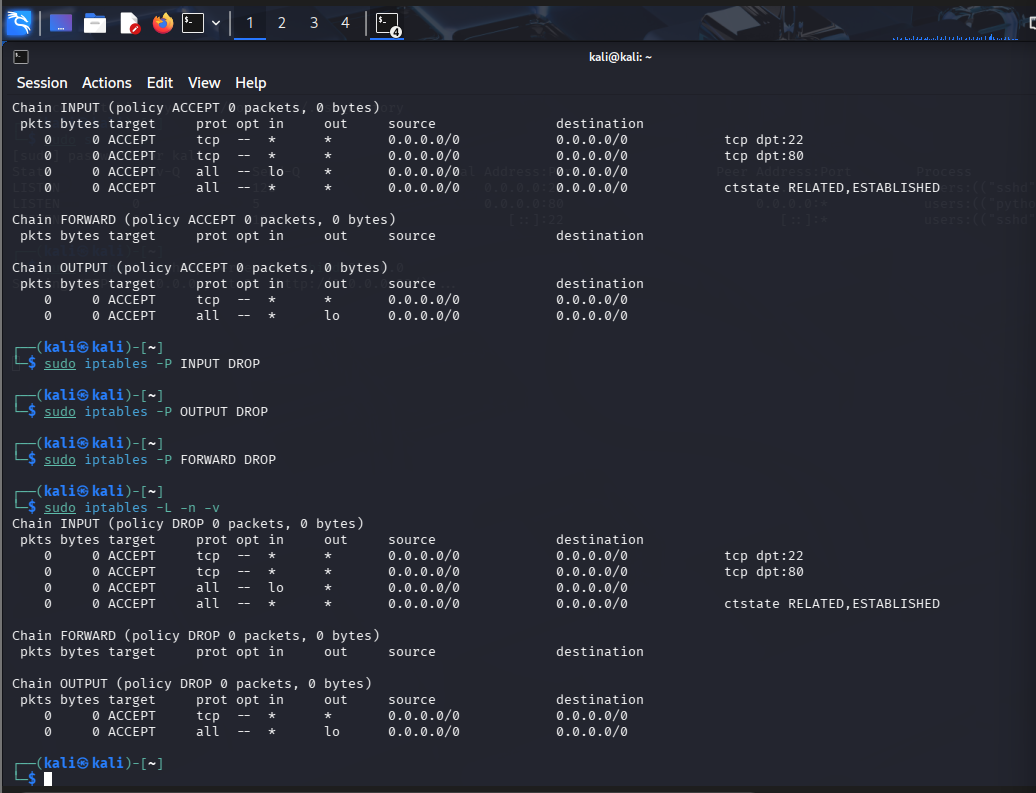 1 2 3 4 4
kali@kali: ~
Session Actions Edit View Help
Chain INPUT (policy ACCEPT 0 packets, 0 bytes)
pkts bytes target prot opt in out source destination
0 0 ACCEPT tcp -- * * 0.0.0.0/0 0.0.0.0/0 tcp dpt:22
0 0 ACCEPT tcp -- * * 0.0.0.0/0 0.0.0.0/0 tcp dpt:80
0 0 ACCEPT all -- lo * 0.0.0.0/0 0.0.0.0/0
0 0 ACCEPT all -- * * 0.0.0.0/0 0.0.0.0/0 ctstate RELATED,ESTABLISHED
Chain FORWARD (policy ACCEPT 0 packets, 0 bytes)
pkts bytes target prot opt in out source destination
Chain OUTPUT (policy ACCEPT 0 packets, 0 bytes)
pkts bytes target prot opt in out source destination
0 0 ACCEPT tcp -- * * 0.0.0.0/0 0.0.0.0/0
0 0 ACCEPT all -- * lo 0.0.0.0/0 0.0.0.0/0
┌──(kali㉿kali)-[~]
└─$ sudo iptables -P INPUT DROP
┌──(kali㉿kali)-[~]
└─$ sudo iptables -P OUTPUT DROP
┌──(kali㉿kali)-[~]
└─$ sudo iptables -P FORWARD DROP
┌──(kali㉿kali)-[~]
└─$ sudo iptables -L -n -v
Chain INPUT (policy DROP 0 packets, 0 bytes)
pkts bytes target prot opt in out source destination
0 0 ACCEPT tcp -- * * 0.0.0.0/0 0.0.0.0/0 tcp dpt:22
0 0 ACCEPT tcp -- * * 0.0.0.0/0 0.0.0.0/0 tcp dpt:80
0 0 ACCEPT all -- lo * 0.0.0.0/0 0.0.0.0/0
0 0 ACCEPT all -- * * 0.0.0.0/0 0.0.0.0/0 ctstate RELATED,ESTABLISHED
Chain FORWARD (policy DROP 0 packets, 0 bytes)
pkts bytes target prot opt in out source destination
Chain OUTPUT (policy DROP 0 packets, 0 bytes)
pkts bytes target prot opt in out source destination
0 0 ACCEPT tcp -- * * 0.0.0.0/0 0.0.0.0/0
0 0 ACCEPT all -- * lo 0.0.0.0/0 0.0.0.0/0
┌──(kali㉿kali)-[~]
└─$